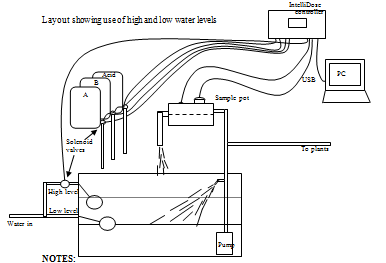 Layout showing use of high and low water levels
IntelliDose
controller
Acid
B
A
USB
PC
Sample pot
Solenoid
valves
To plants
High level
Low level
Water in
Pump
NOTES: